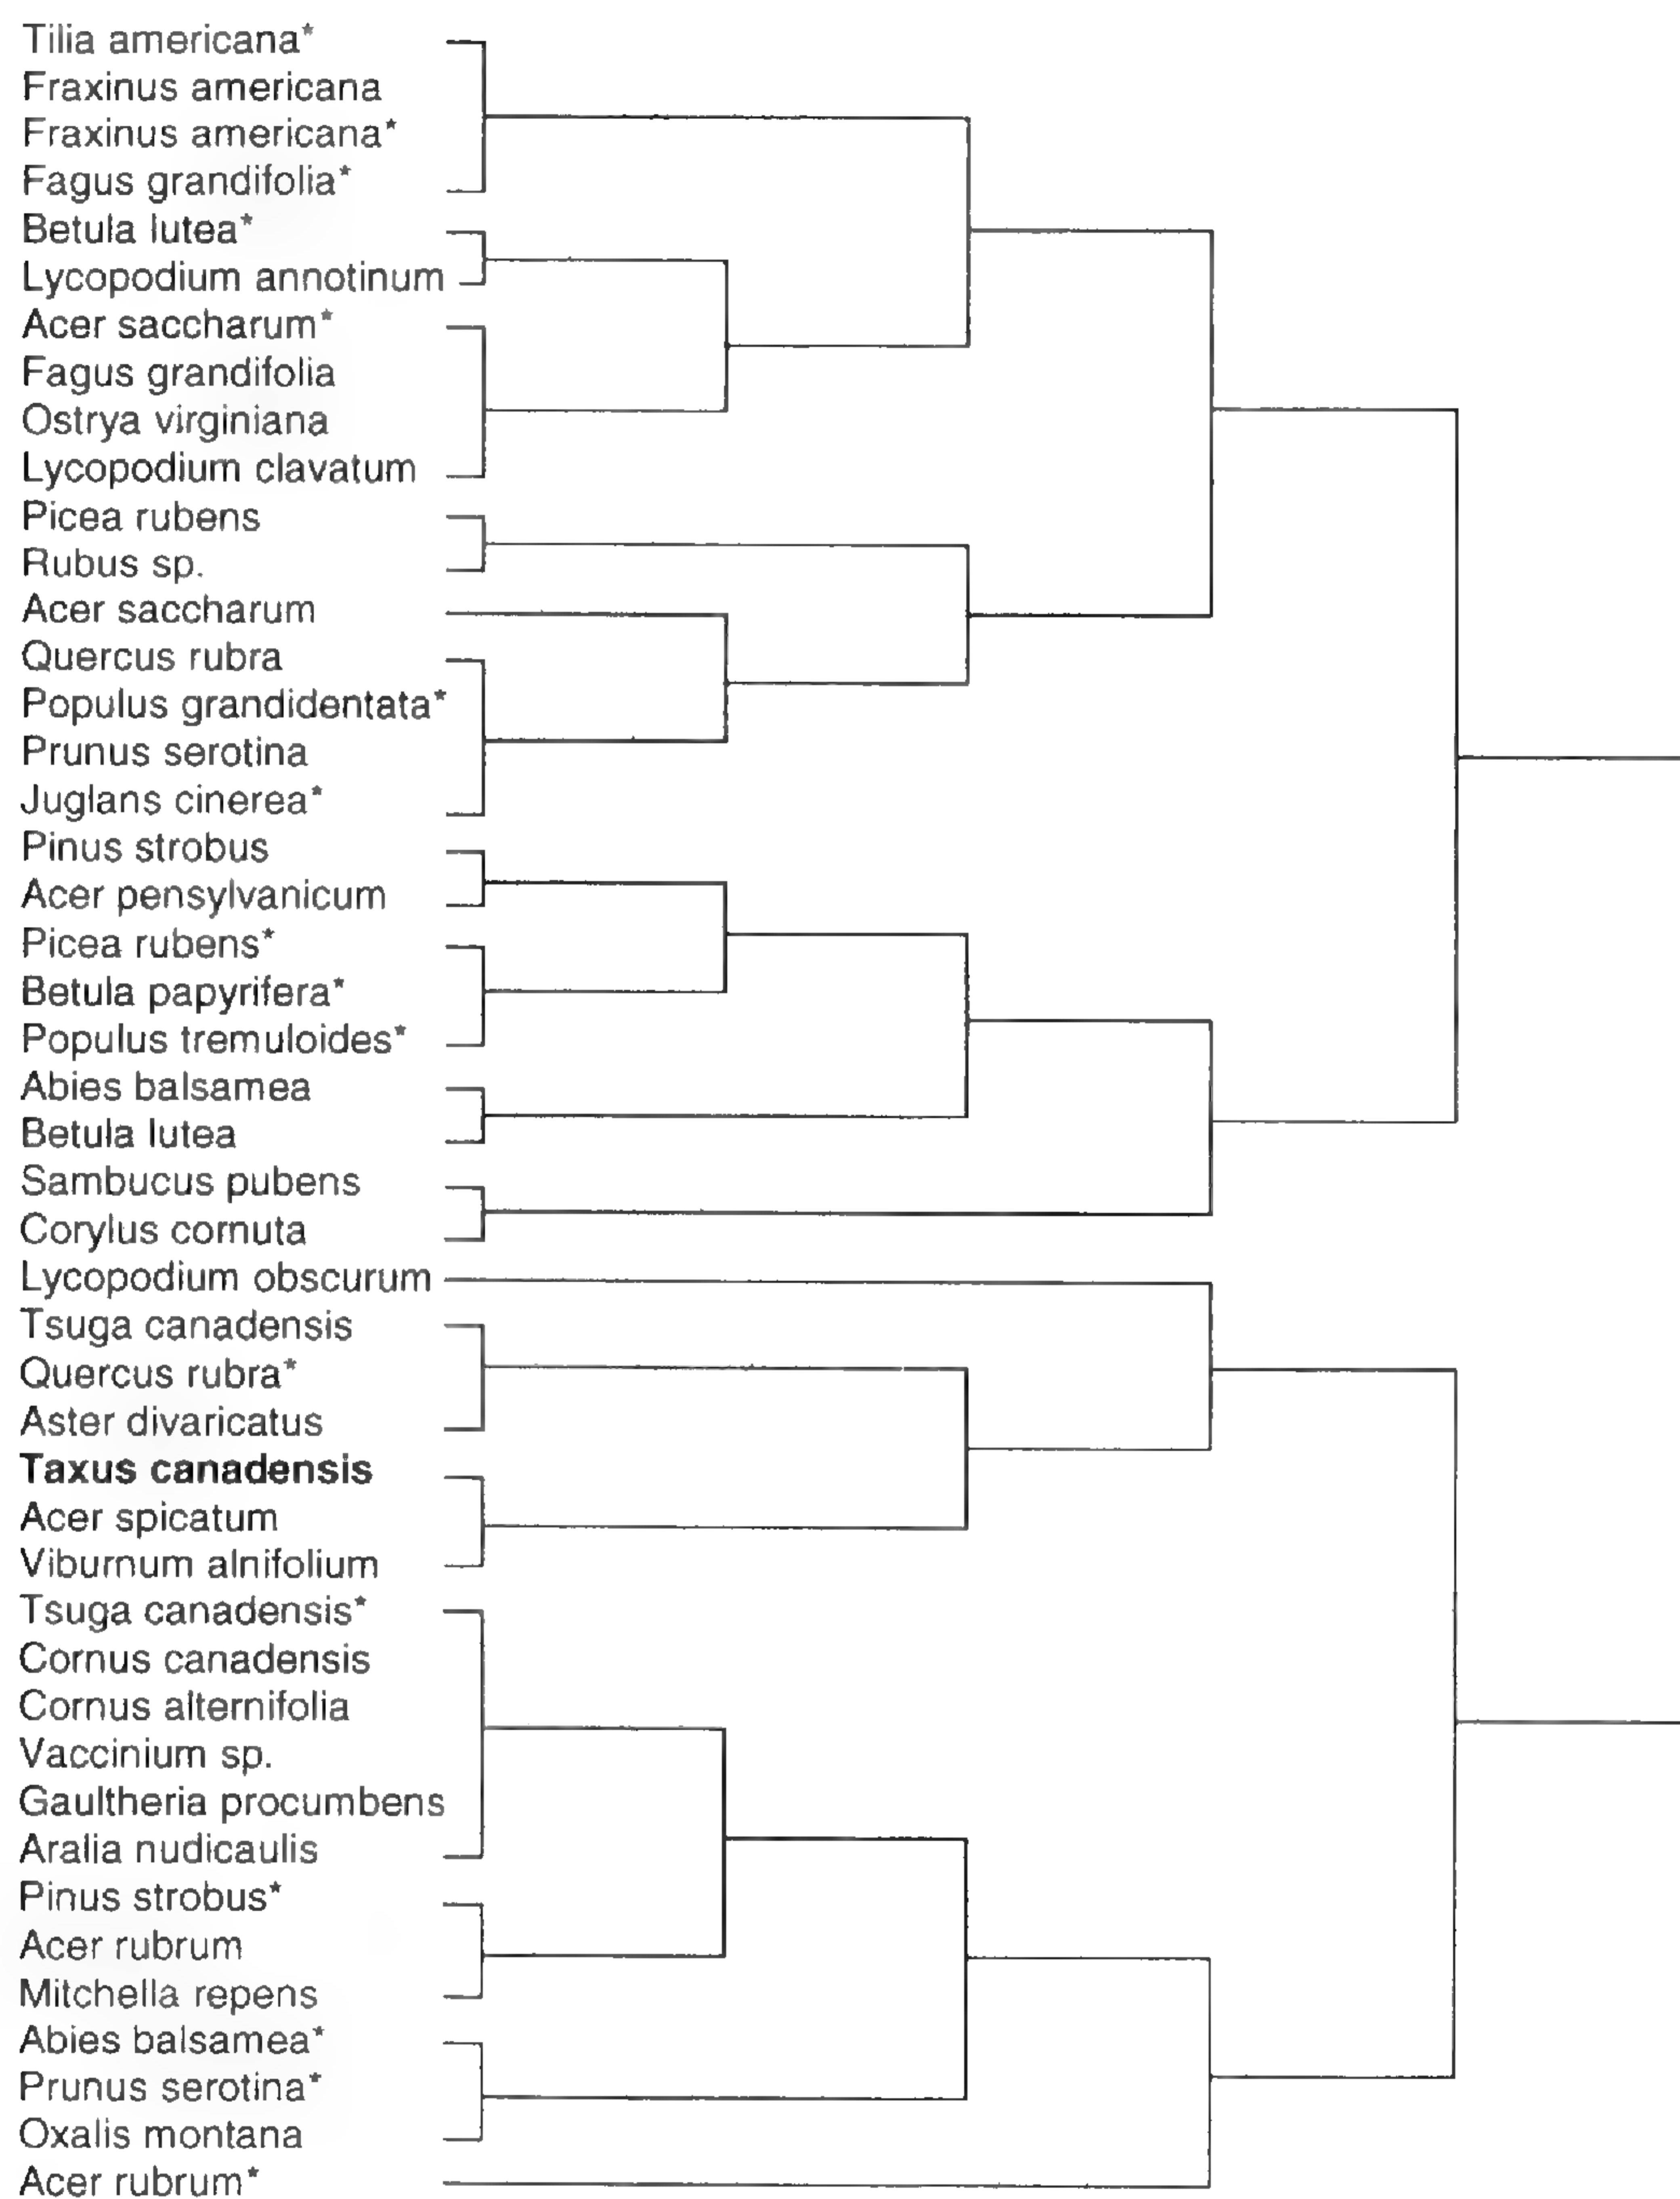 Tilia americana*
Fraxinus americana
Fraxinus americana*
Fagus grandifolia*
Betula lutea*
Lycopodium annotinum
Acer saccharum*
Fagus grandifolia
Ostrya virginiana
Lycopodium clavatum
Picea rubens
Rubus sp.
Acer saccharum
Quercus rubra
Populus grandidentata*
Prunus serotina
Juglans cinerea*
Pinus strobus
Acer pensylvanicum
Picea rubens*
Betula papyrifera*
Populus tremuloides*
Abies balsamea
Betula lutea
Sambucus pubens
Corylus cornuta
Lycopodium obscurum
Tsuga canadensis
Quercus rubra*
Aster divaricatus
Taxus canadensis
Acer spicatum
Viburnum alnifolium
Tsuga canadensis*
Cornus canadensis
Cornus alternifolia
Vaccinium sp.
Gaultheria procumbens
Aralia nudicaulis
Pinus strobus*
Acer rubrum
Mitchella repens
Abies balsamea*
Prunus serotina*
Oxalis montana
Acer rubrum*